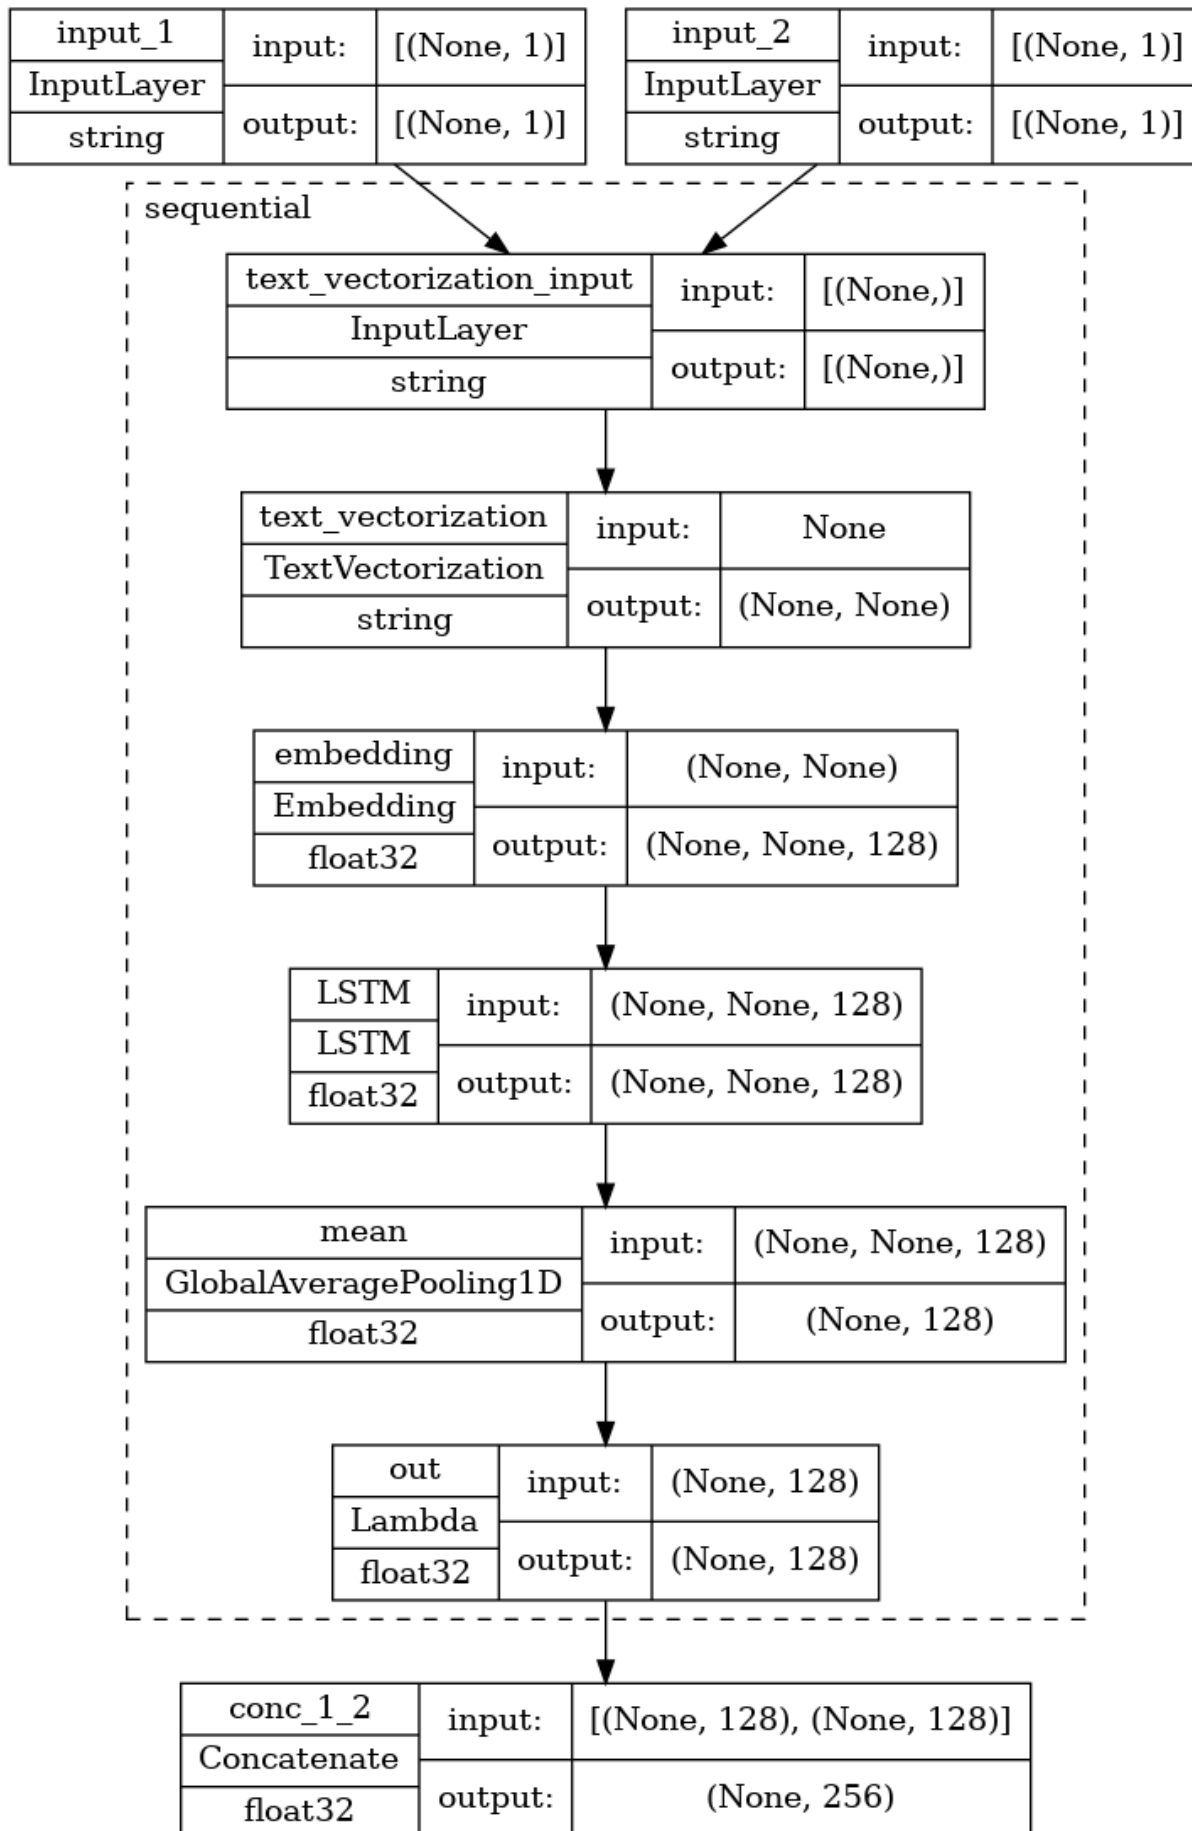 input_1
InputLayer
string
input:
[(None, 1)]
output:
[(None, 1)]
input_2
InputLayer
string
input:
[(None, 1)]
output:
[(None, 1)]
sequential
text_vectorization_input
InputLayer
string
input:
[(None,)]
output:
[(None,)]
text_vectorization
TextVectorization
string
input:
None
output:
(None, None)
embedding
Embedding
float32
input:
(None, None)
output:
(None, None, 128)
LSTM
LSTM
float32
input:
(None, None, 128)
output:
(None, None, 128)
mean
GlobalAveragePooling1D
float32
input:
(None, None, 128)
output:
(None, 128)
out
Lambda
float32
input:
(None, 128)
output:
(None, 128)
conc_1_2
Concatenate
float32
input:
[(None, 128), (None, 128)]
output:
(None, 256)